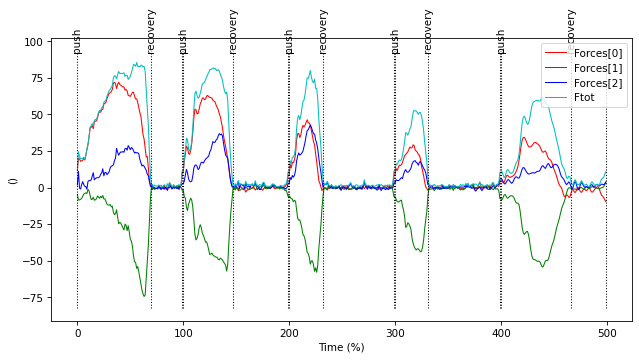 push
recovery
push
recovery
push
recovery
push
recovery
push
recovery
Forces[0]
Forces[1]
Forces[2]
Ftot
100
75
50
25
0
−25
−50
−75
()
0
100
200
300
400
500
Time (%)